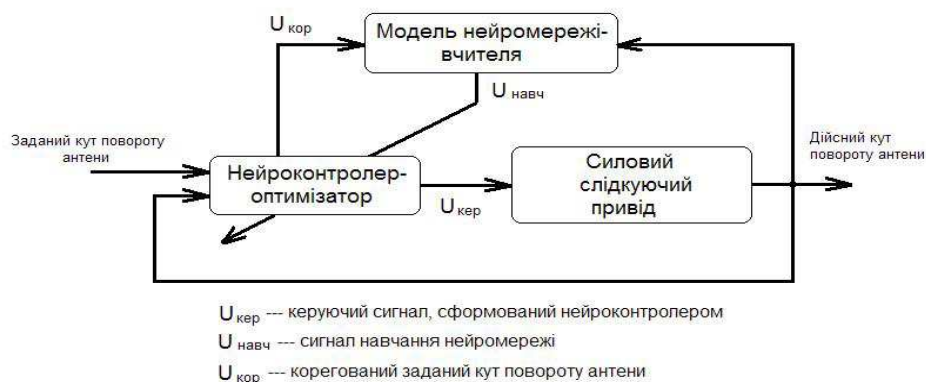 U кор
Модель нейромережі-
вчителя
U навч
Заданий кут повороту
антени
Нейроконтролер-
оптимізатор
U кер
Силовий
слідкуючий
привід
Дійсний кут
повороту антени
U кер --- керуючий сигнал, сформований нейроконтролером
U навч --- сигнал навчання нейромережі
U кор --- корегований заданий кут повороту антени